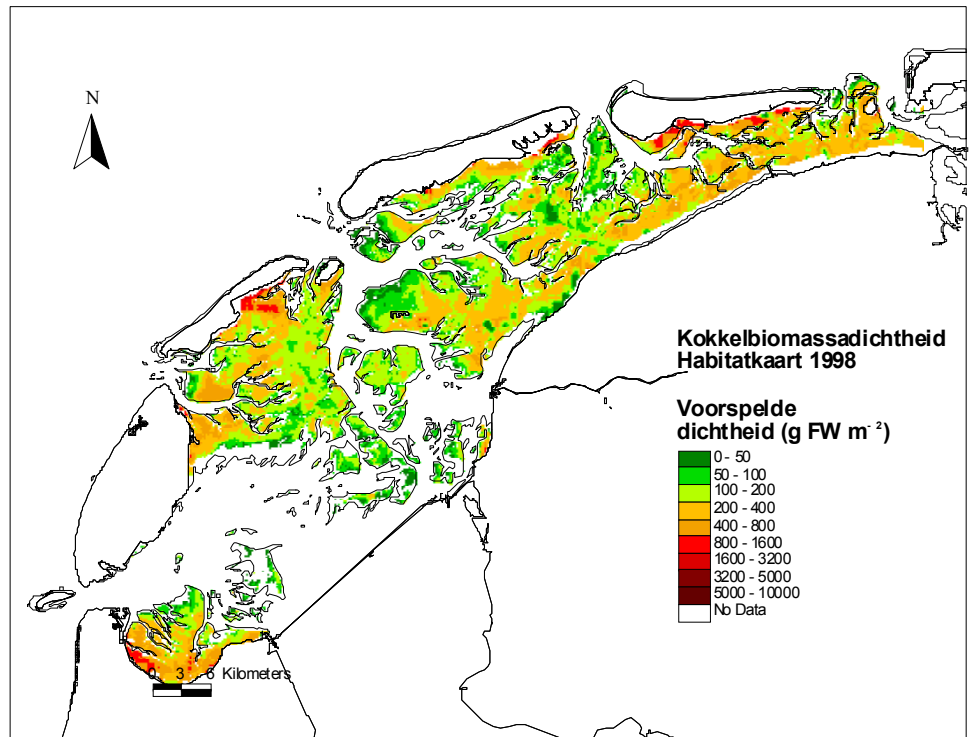 N
Kokkelbiomassadichtheid
Habitatkaart 1998
Voorspelde
dichtheid (g FW m⁻²)
0 - 50
50 - 100
100 - 200
200 - 400
400 - 800
800 - 1600
1600 - 3200
3200 - 5000
5000 - 10000
No Data
0 3 6 Kilometers